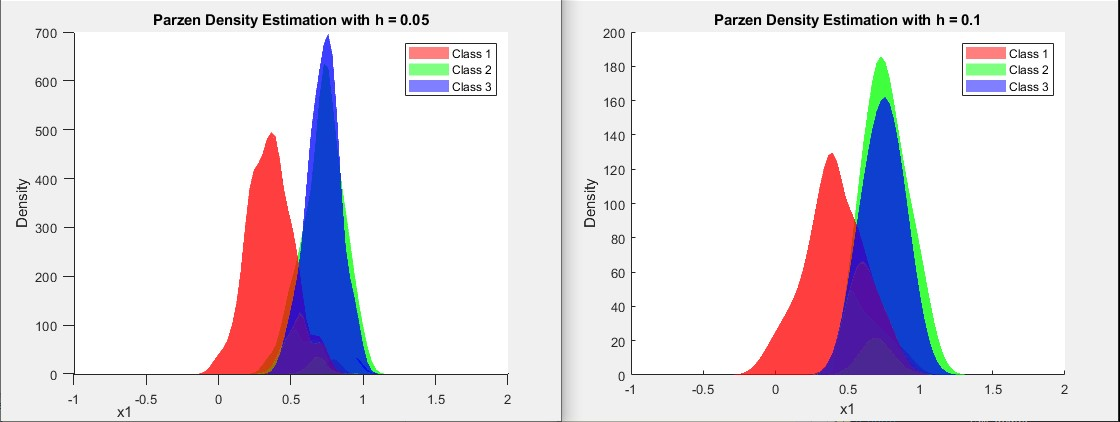 Parzen Density Estimation with h = 0.05
700
600
500
400
300
200
100
0
Density
-1
-0.5
0
0.5
1
1.5
2
x1
Class 1
Class 2
Class 3
Parzen Density Estimation with h = 0.1
200
180
160
140
120
100
80
60
40
20
0
Density
-1
-0.5
0
0.5
1
1.5
2
x1
Class 1
Class 2
Class 3